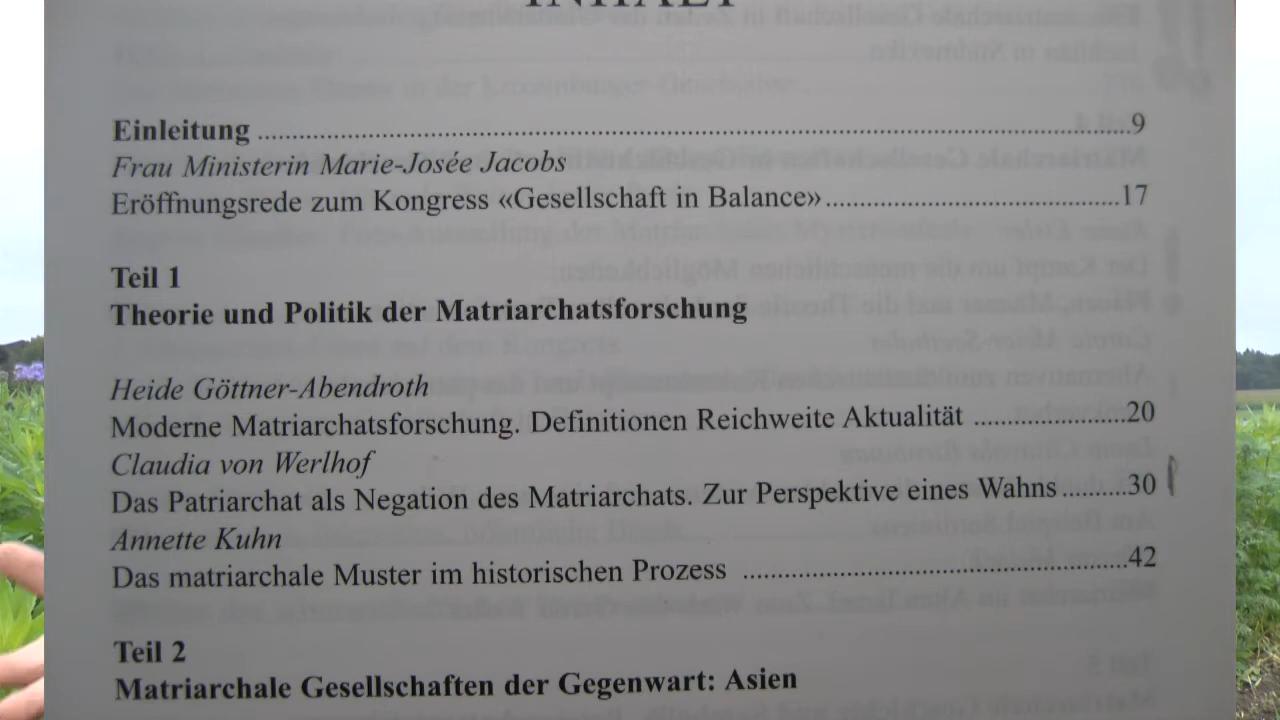 INHALT
Einleitung ........................................ 9
Frau Ministerin Marie-Josée Jacobs
Eröffnungsrede zum Kongress «Gesellschaft in Balance» ........................................ 17
Teil 1
Theorie und Politik der Matriarchatsforschung
Heide Göttner-Abendroth
Moderne Matriarchatsforschung. Definitionen Reichweite Aktualität ........................ 20
Claudia von Werlhof
Das Patriarchat als Negation des Matriarchats. Zur Perspektive eines Wahns ......... 30
Annette Kuhn
Das matriarchale Muster im historischen Prozess ........................................ 42
Teil 2
Matriarchale Gesellschaften der Gegenwart: Asien